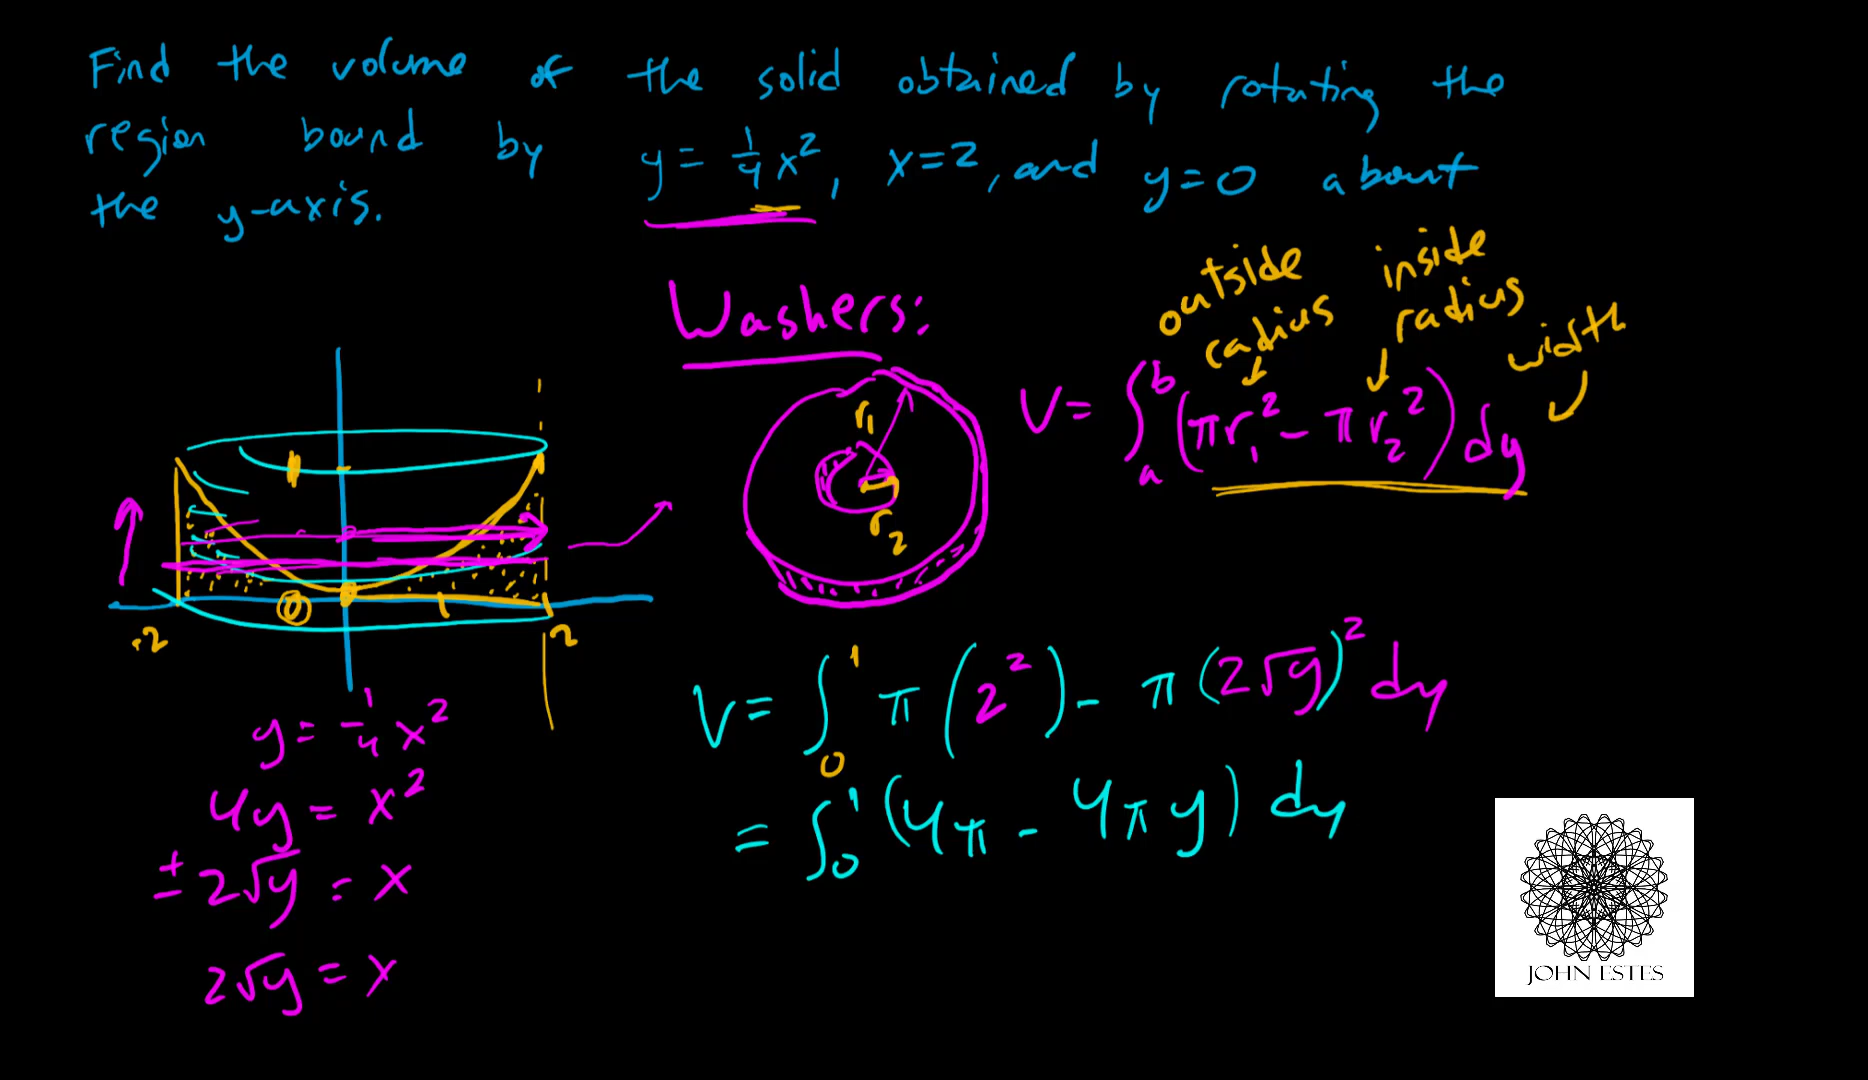 Find the volume of the solid obtained by rotating the
region bound by y = 1/4 x², x=2, and y=0 about
the y-axis.
Washers:
outside radius
inside radius
width
V= ∫ₐᵇ (πr₁² - πr₂²) dy
r₁
r₂
1
0
-2
2
y = 1/4 x²
4y = x²
± 2√y = x
2√y = x
V= ∫₀¹ π(2²) - π(2√y)² dy
= ∫₀¹ (4π - 4πy) dy
JOHN ESTES